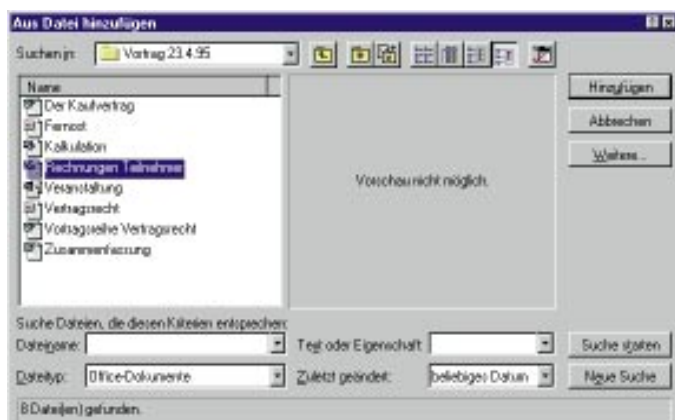 Aus Datei hinzufügen
Suchen in: Vortrag 23.4.95
Name
Der Kaufvertrag
Fernost
Kalkulation
Rechnungen Teilnehmer
Veranstaltung
Vertragsrecht
Vortragsreihe Vertragsrecht
Zusammenfassung
Vorschau nicht möglich.
Hinzufügen
Abbrechen
Weitere...
Suche Dateien, die diesen Kriterien entsprechen:
Dateiname: Text oder Eigenschaft: Suche starten
Dateityp: Office-Dokumente Zuletzt geändert: beliebiges Datum Neue Suche
8 Datei(en) gefunden.